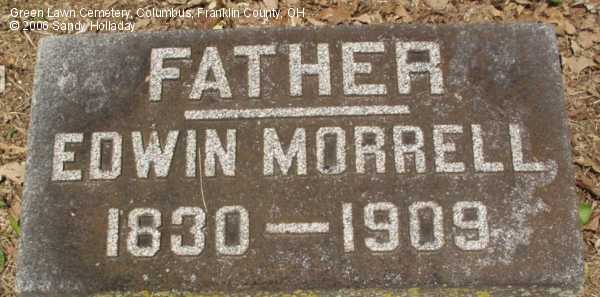 Green Lawn Cemetery, Columbus, Franklin County, OH
© 2006 Sandy Holladay
FATHER
EDWIN MORRELL
1830 — 1909